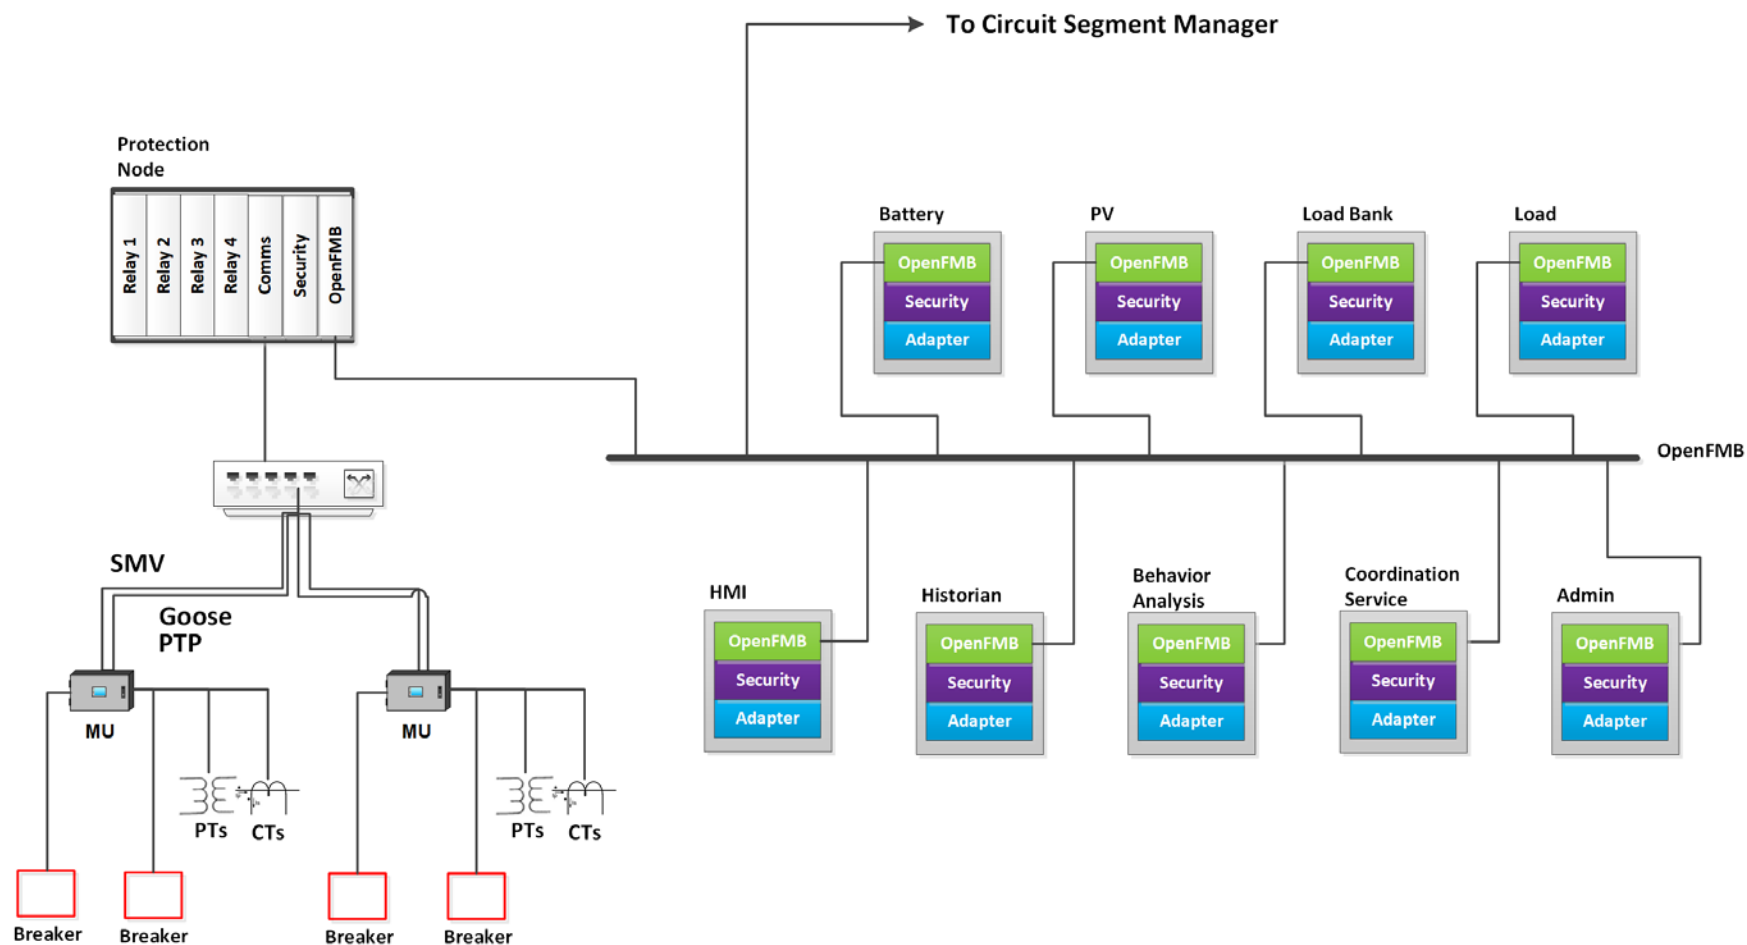 To Circuit Segment Manager
Protection
Node
Relay 1
Relay 2
Relay 3
Relay 4
Comms
Security
OpenFMB
Battery
OpenFMB
Security
Adapter
PV
OpenFMB
Security
Adapter
Load Bank
OpenFMB
Security
Adapter
Load
OpenFMB
Security
Adapter
OpenFMB
SMV
Goose
PTP
MU
MU
PTs
CTs
PTs
CTs
Breaker
Breaker
Breaker
Breaker
HMI
OpenFMB
Security
Adapter
Historian
OpenFMB
Security
Adapter
Behavior
Analysis
OpenFMB
Security
Adapter
Coordination
Service
OpenFMB
Security
Adapter
Admin
OpenFMB
Security
Adapter